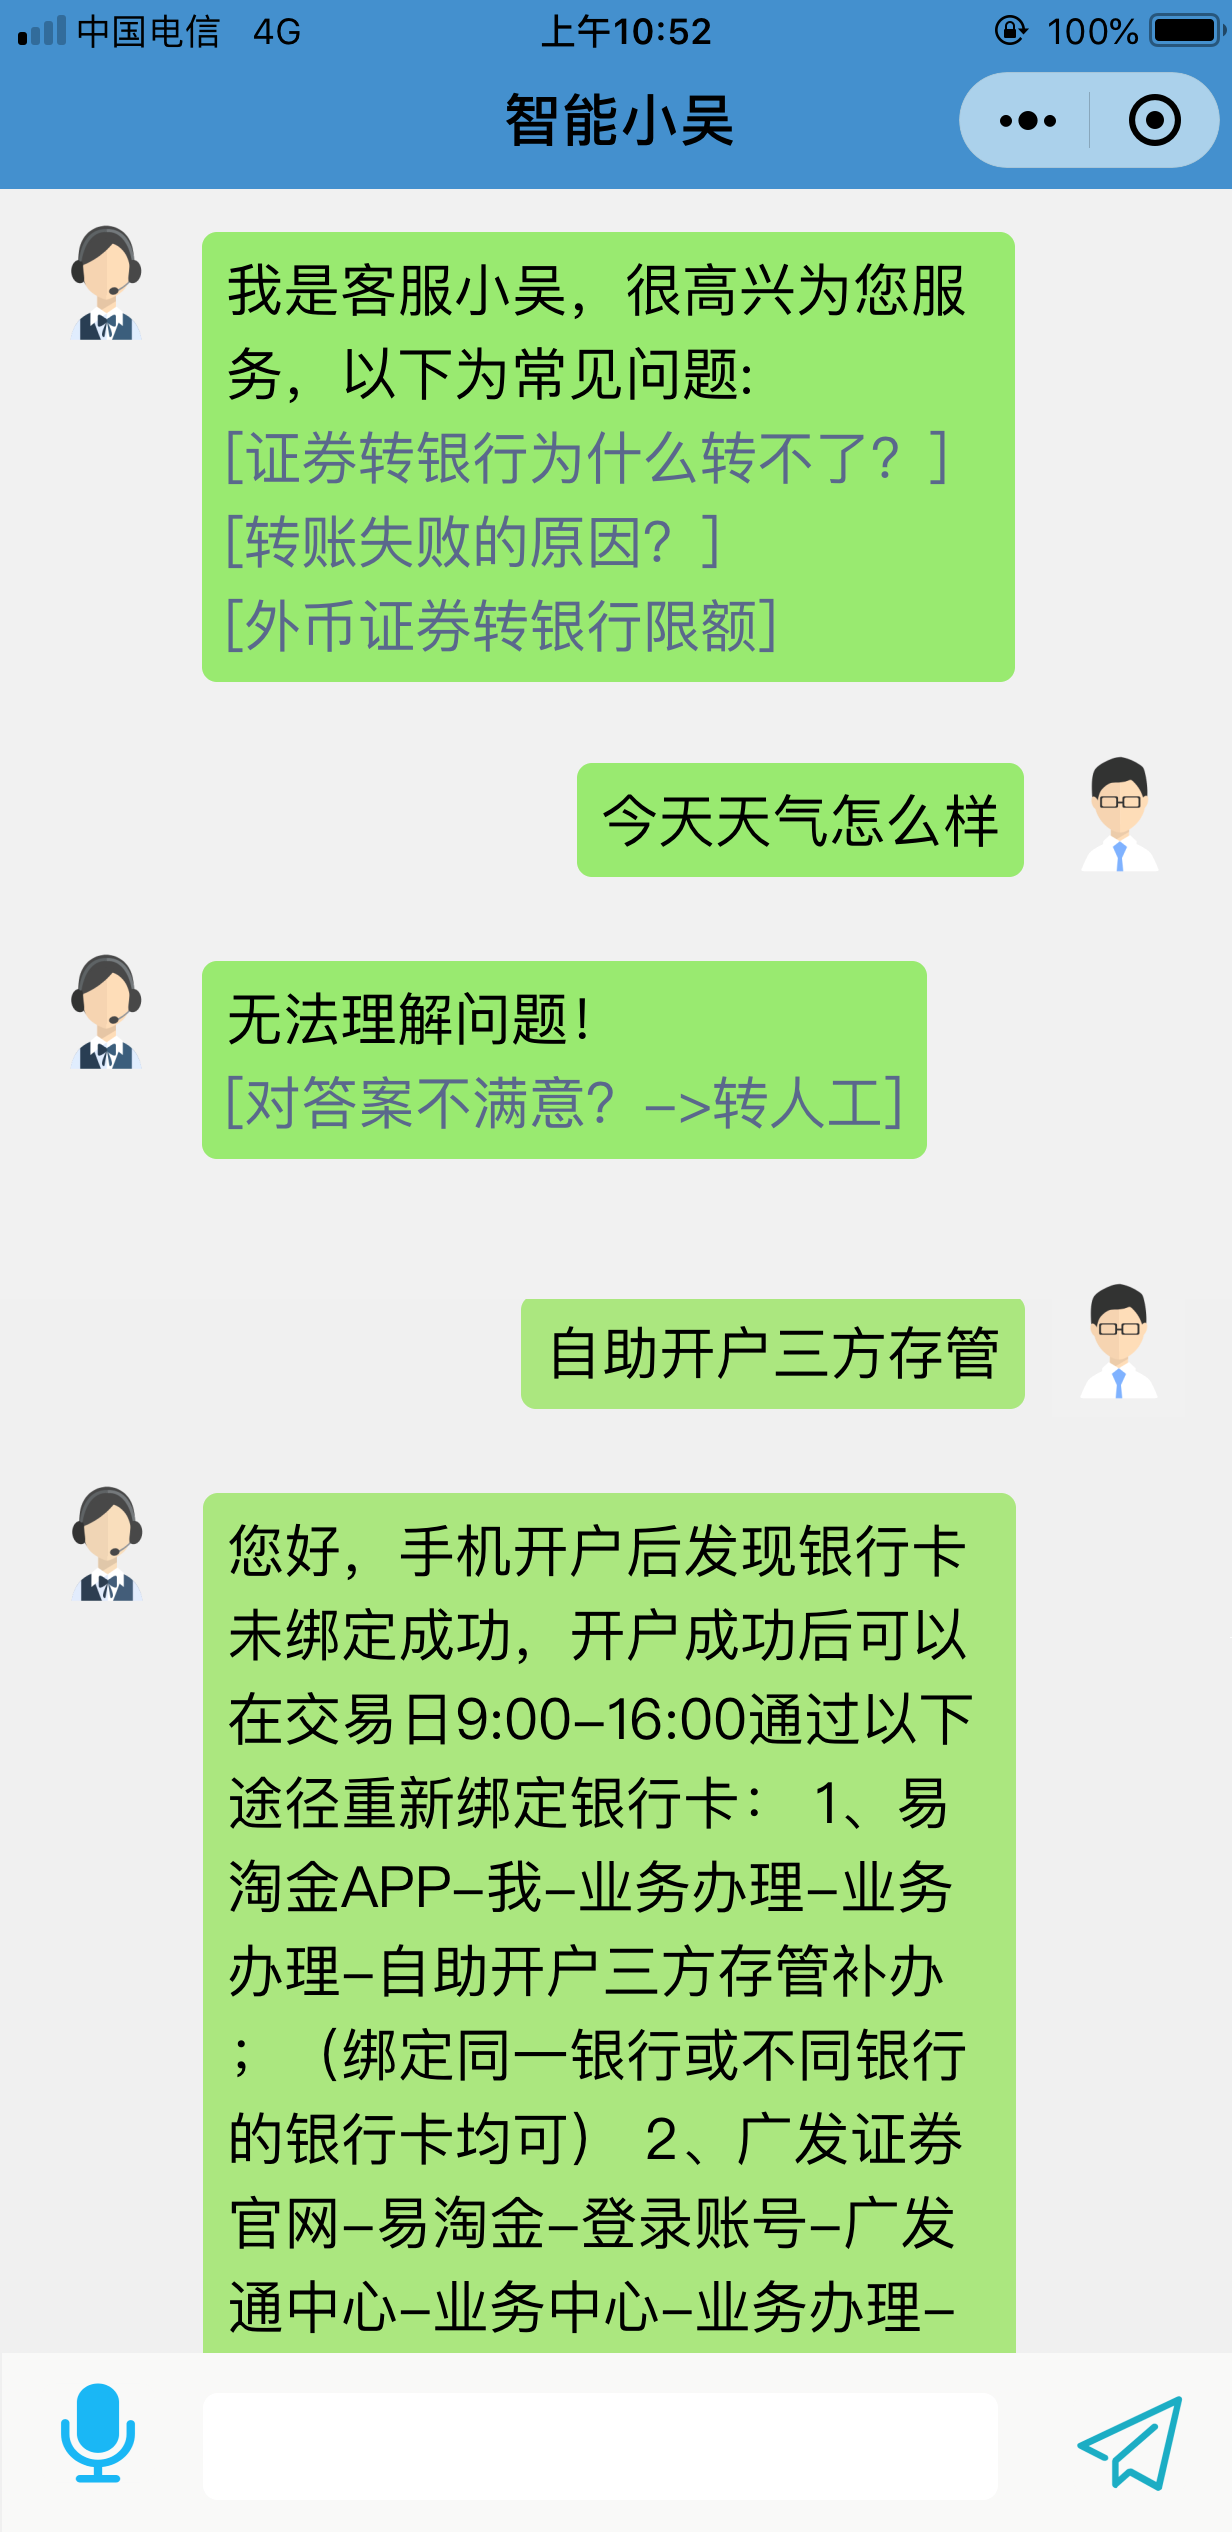 中国电信 4G 上午10:52 100%
智能小吴
我是客服小吴，很高兴为您服
务，以下为常见问题:
[证券转银行为什么转不了？]
[转账失败的原因？]
[外币证券转银行限额]
今天天气怎么样
无法理解问题！
[对答案不满意？->转人工]
自助开户三方存管
您好，手机开户后发现银行卡
未绑定成功，开户成功后可以
在交易日9:00-16:00通过以下
途径重新绑定银行卡： 1、易
淘金APP-我-业务办理-业务
办理-自助开户三方存管补办
；（绑定同一银行或不同银行
的银行卡均可） 2、广发证券
官网-易淘金-登录账号-广发
通中心-业务中心-业务办理-